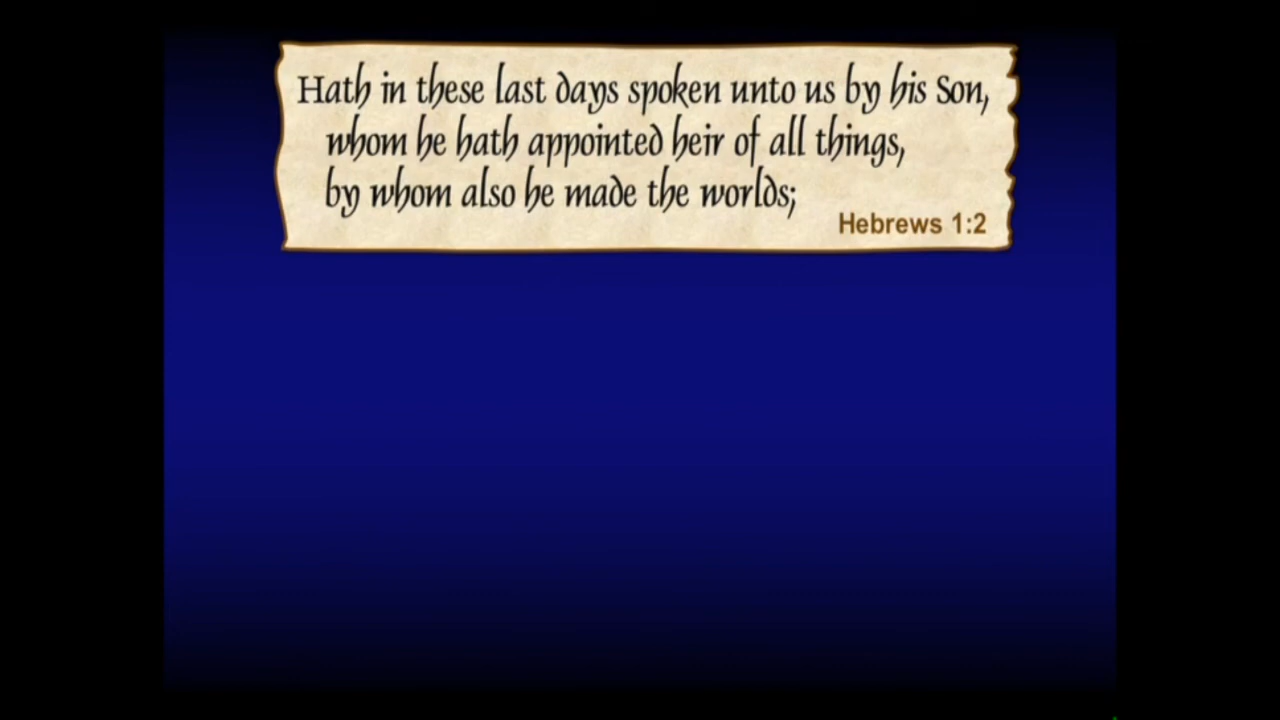 Hath in these last days spoken unto us by his Son,
whom he hath appointed heir of all things,
by whom also he made the worlds;
Hebrews 1:2